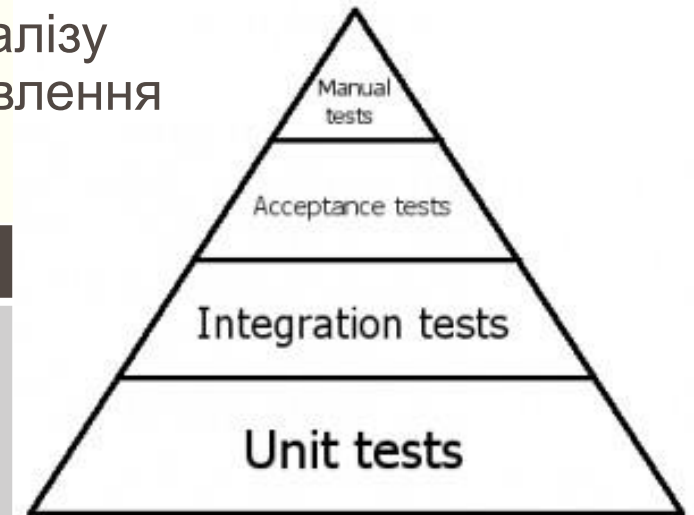 алізу
влення
Manual
tests
Acceptance tests
Integration tests
Unit tests